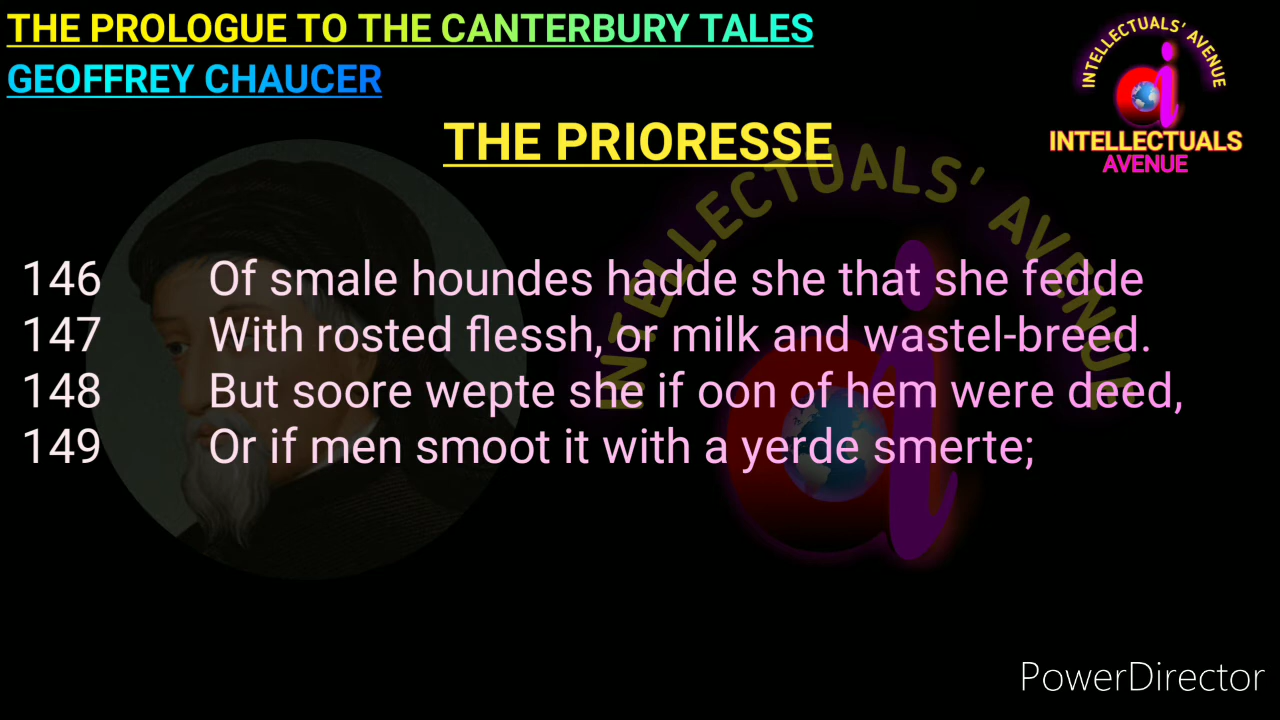 THE PROLOGUE TO THE CANTERBURY TALES
GEOFFREY CHAUCER
INTELLECTUALS' AVENUE
INTELLECTUALS
AVENUE
THE PRIORESSE
INTELLECTUALS' AVENUE
146 Of smale houndes hadde she that she fedde
147 With rosted flessh, or milk and wastel-breed.
148 But soore wepte she if oon of hem were deed,
149 Or if men smoot it with a yerde smerte;
PowerDirector